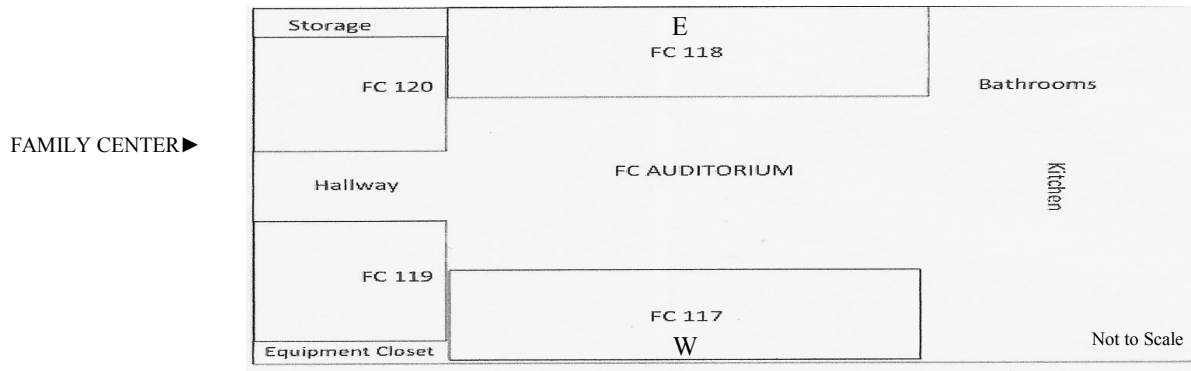 Storage
E
FC 118
FC 120
Bathrooms
FAMILY CENTER►
FC AUDITORIUM
Hallway
Kitchen
FC 119
FC 117
W
Not to Scale
Equipment Closet